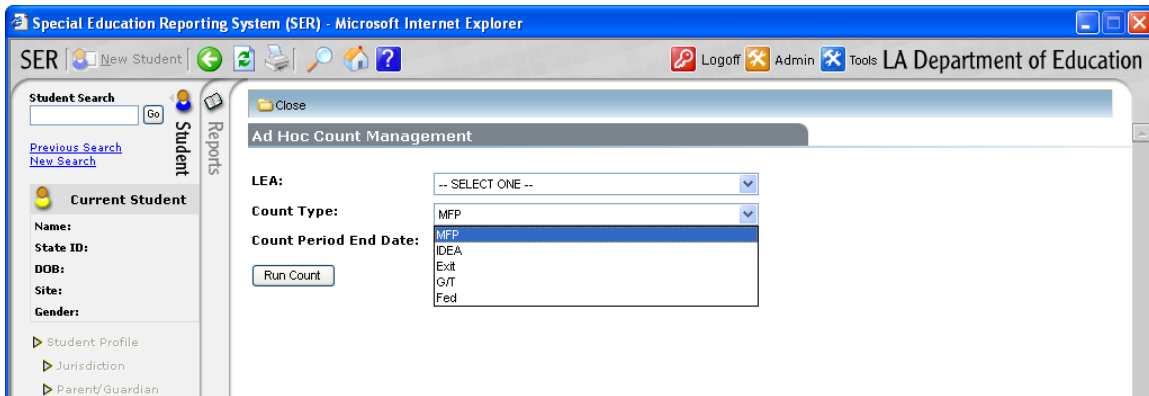 Special Education Reporting System (SER) - Microsoft Internet Explorer
SER New Student ? Logoff Admin Tools LA Department of Education
Student Search
Go
Previous Search
New Search
Student
Reports
Current Student
Name:
State ID:
DOB:
Site:
Gender:
Student Profile
Jurisdiction
Parent/Guardian
Close
Ad Hoc Count Management
LEA: -- SELECT ONE --
Count Type: MFP
Count Period End Date:
MFP
IDEA
Exit
G/T
Fed
Run Count